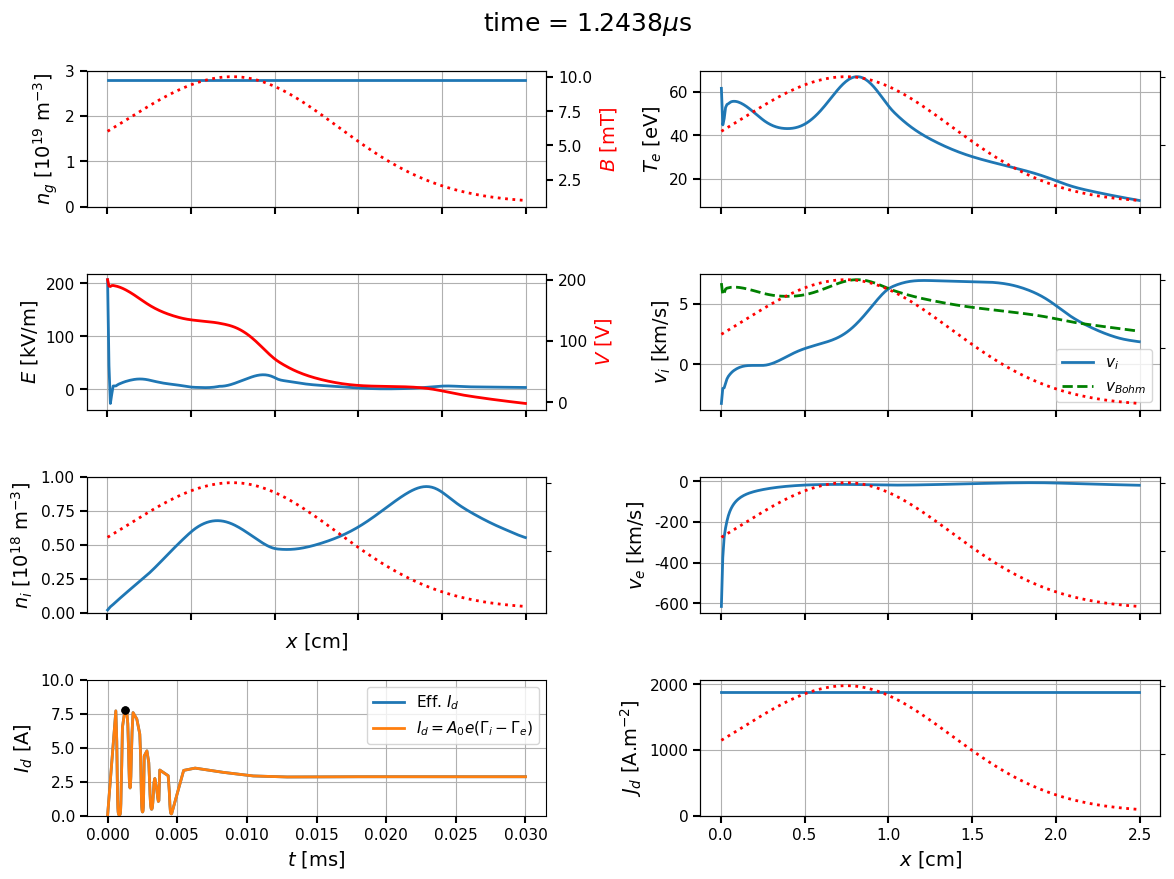 time = 1.2438μs
n_g [10^19 m^−3]
3
2
1
0
10.0
7.5
5.0
2.5
B [mT]
T_e [eV]
60
40
20
E [kV/m]
200
100
0
200
100
0
V [V]
v_i [km/s]
5
0
v_i
v_Bohm
n_i [10^18 m^−3]
1.00
0.75
0.50
0.25
0.00
x [cm]
v_e [km/s]
0
-200
-400
-600
I_d [A]
10.0
7.5
5.0
2.5
0.0
Eff. I_d
I_d = A_0e(Γ_i − Γ_e)
0.000 0.005 0.010 0.015 0.020 0.025 0.030
t [ms]
J_d [A.m^−2]
2000
1000
0
0.0 0.5 1.0 1.5 2.0 2.5
x [cm]